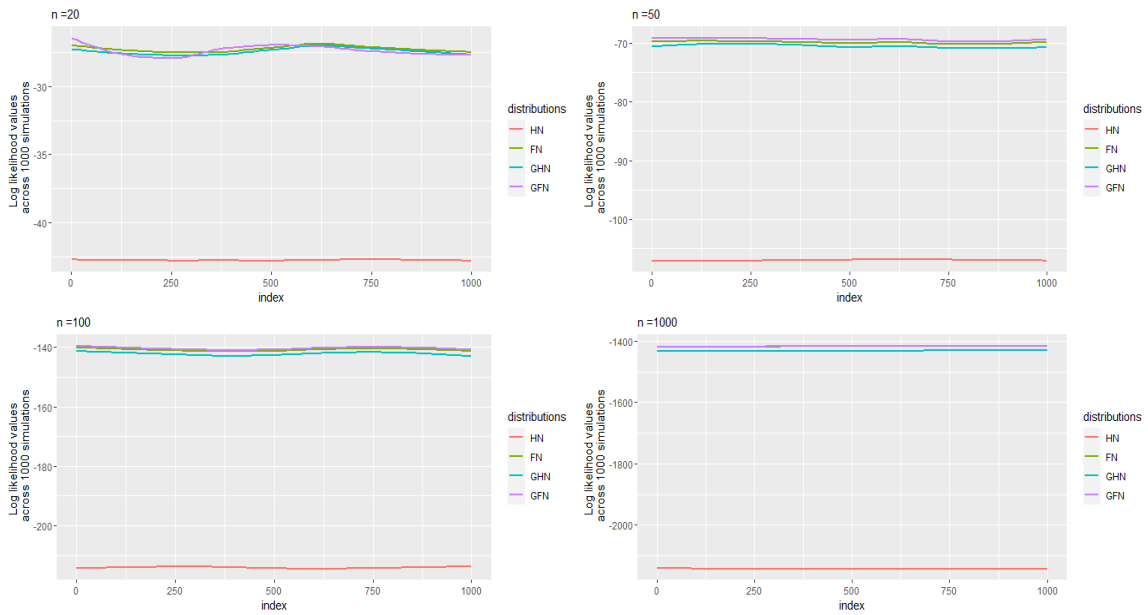 n =20
Log likelihood values
across 1000 simulations
-30
-35
-40
0
250
500
750
1000
index
distributions
HN
FN
GHN
GFN
n =50
Log likelihood values
across 1000 simulations
-70
-80
-90
-100
0
250
500
750
1000
index
distributions
HN
FN
GHN
GFN
n =100
Log likelihood values
across 1000 simulations
-140
-160
-180
-200
0
250
500
750
1000
index
distributions
HN
FN
GHN
GFN
n =1000
Log likelihood values
across 1000 simulations
-1400
-1600
-1800
-2000
0
250
500
750
1000
index
distributions
HN
FN
GHN
GFN